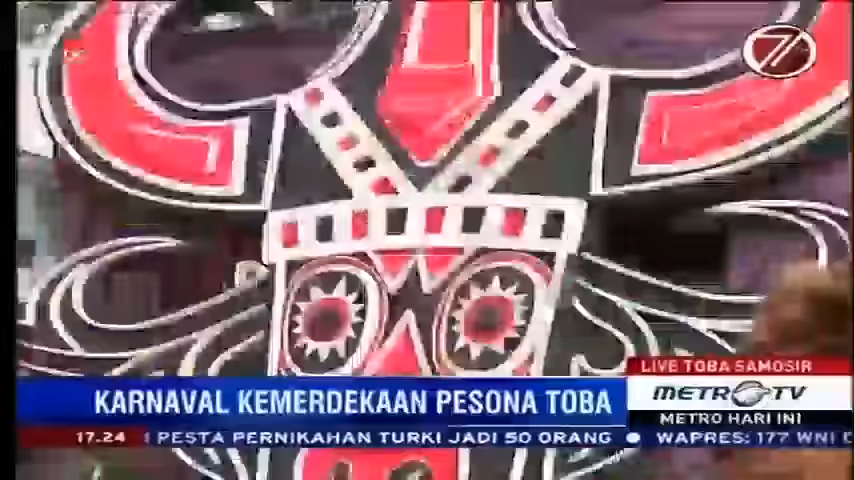 71
LIVE TOBA SAMOSIR
KARNAVAL KEMERDEKAAN PESONA TOBA
METRO TV
METRO HARI INI
17.24 PESTA PERNIKAHAN TURKI JADI 50 ORANG ● WAPRES: 177 WNI